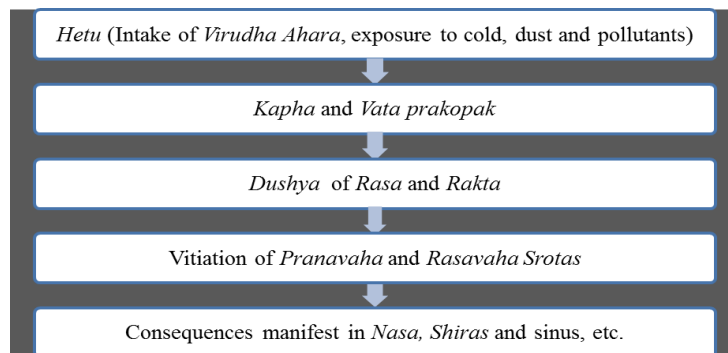 Hetu (Intake of Virudha Ahara, exposure to cold, dust and pollutants)
Kapha and Vata prakopak
Dushya of Rasa and Rakta
Vitiation of Pranavaha and Rasavaha Srotas
Consequences manifest in Nasa, Shiras and sinus, etc.